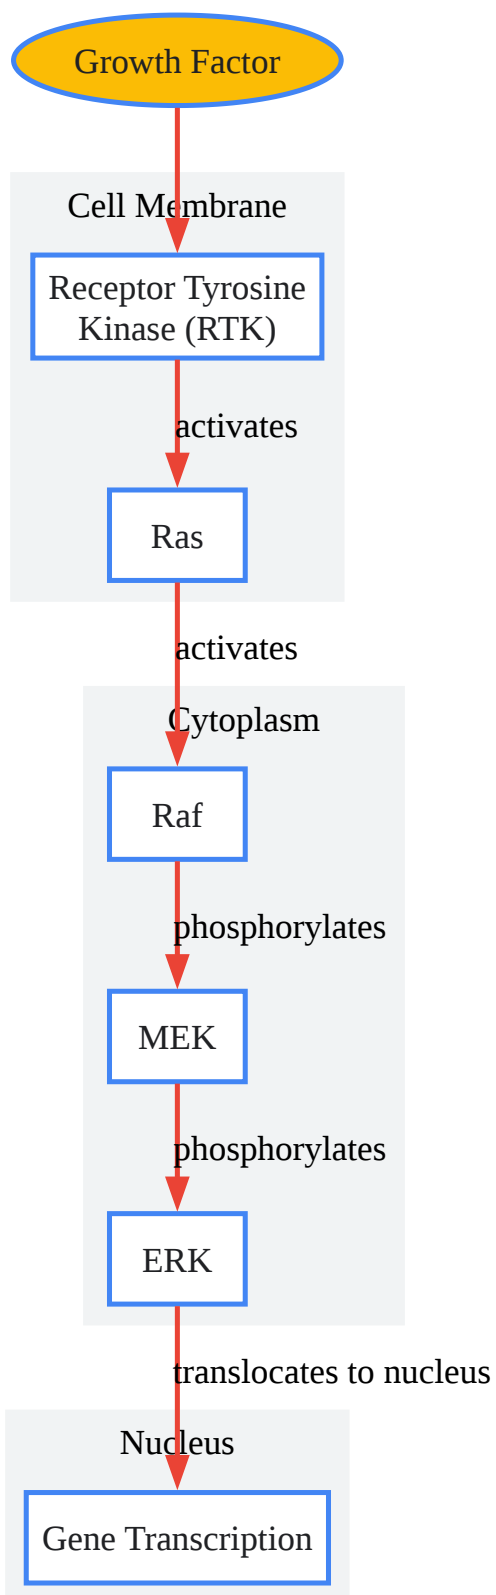 Growth Factor
Cell Membrane
Receptor Tyrosine
Kinase (RTK)
activates
Ras
activates
Cytoplasm
Raf
phosphorylates
MEK
phosphorylates
ERK
translocates to nucleus
Nucleus
Gene Transcription